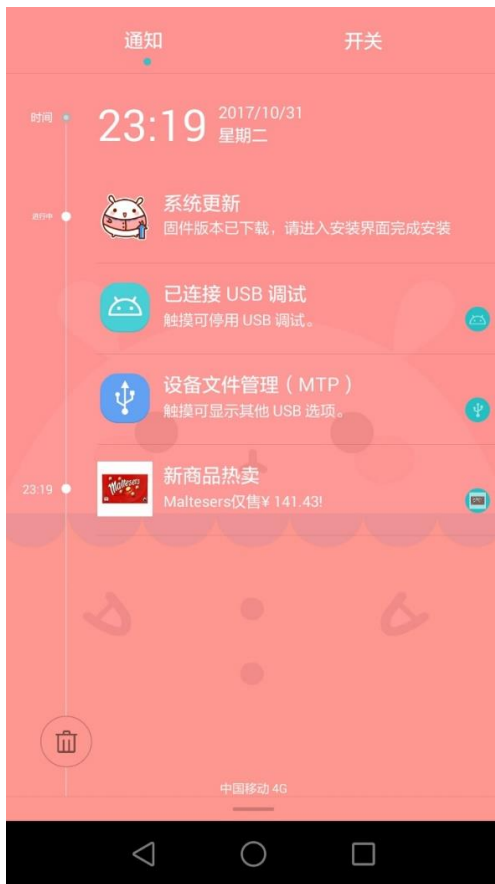 通知 开关
时间
23:19
2017/10/31
星期二
进行中
系统更新
固件版本已下载，请进入安装界面完成安装
已连接 USB 调试
触摸可停用 USB 调试。
设备文件管理（MTP）
触摸可显示其他 USB 选项。
23:19
Maltesers
新商品热卖
Maltesers仅售¥ 141.43!
中国移动 4G